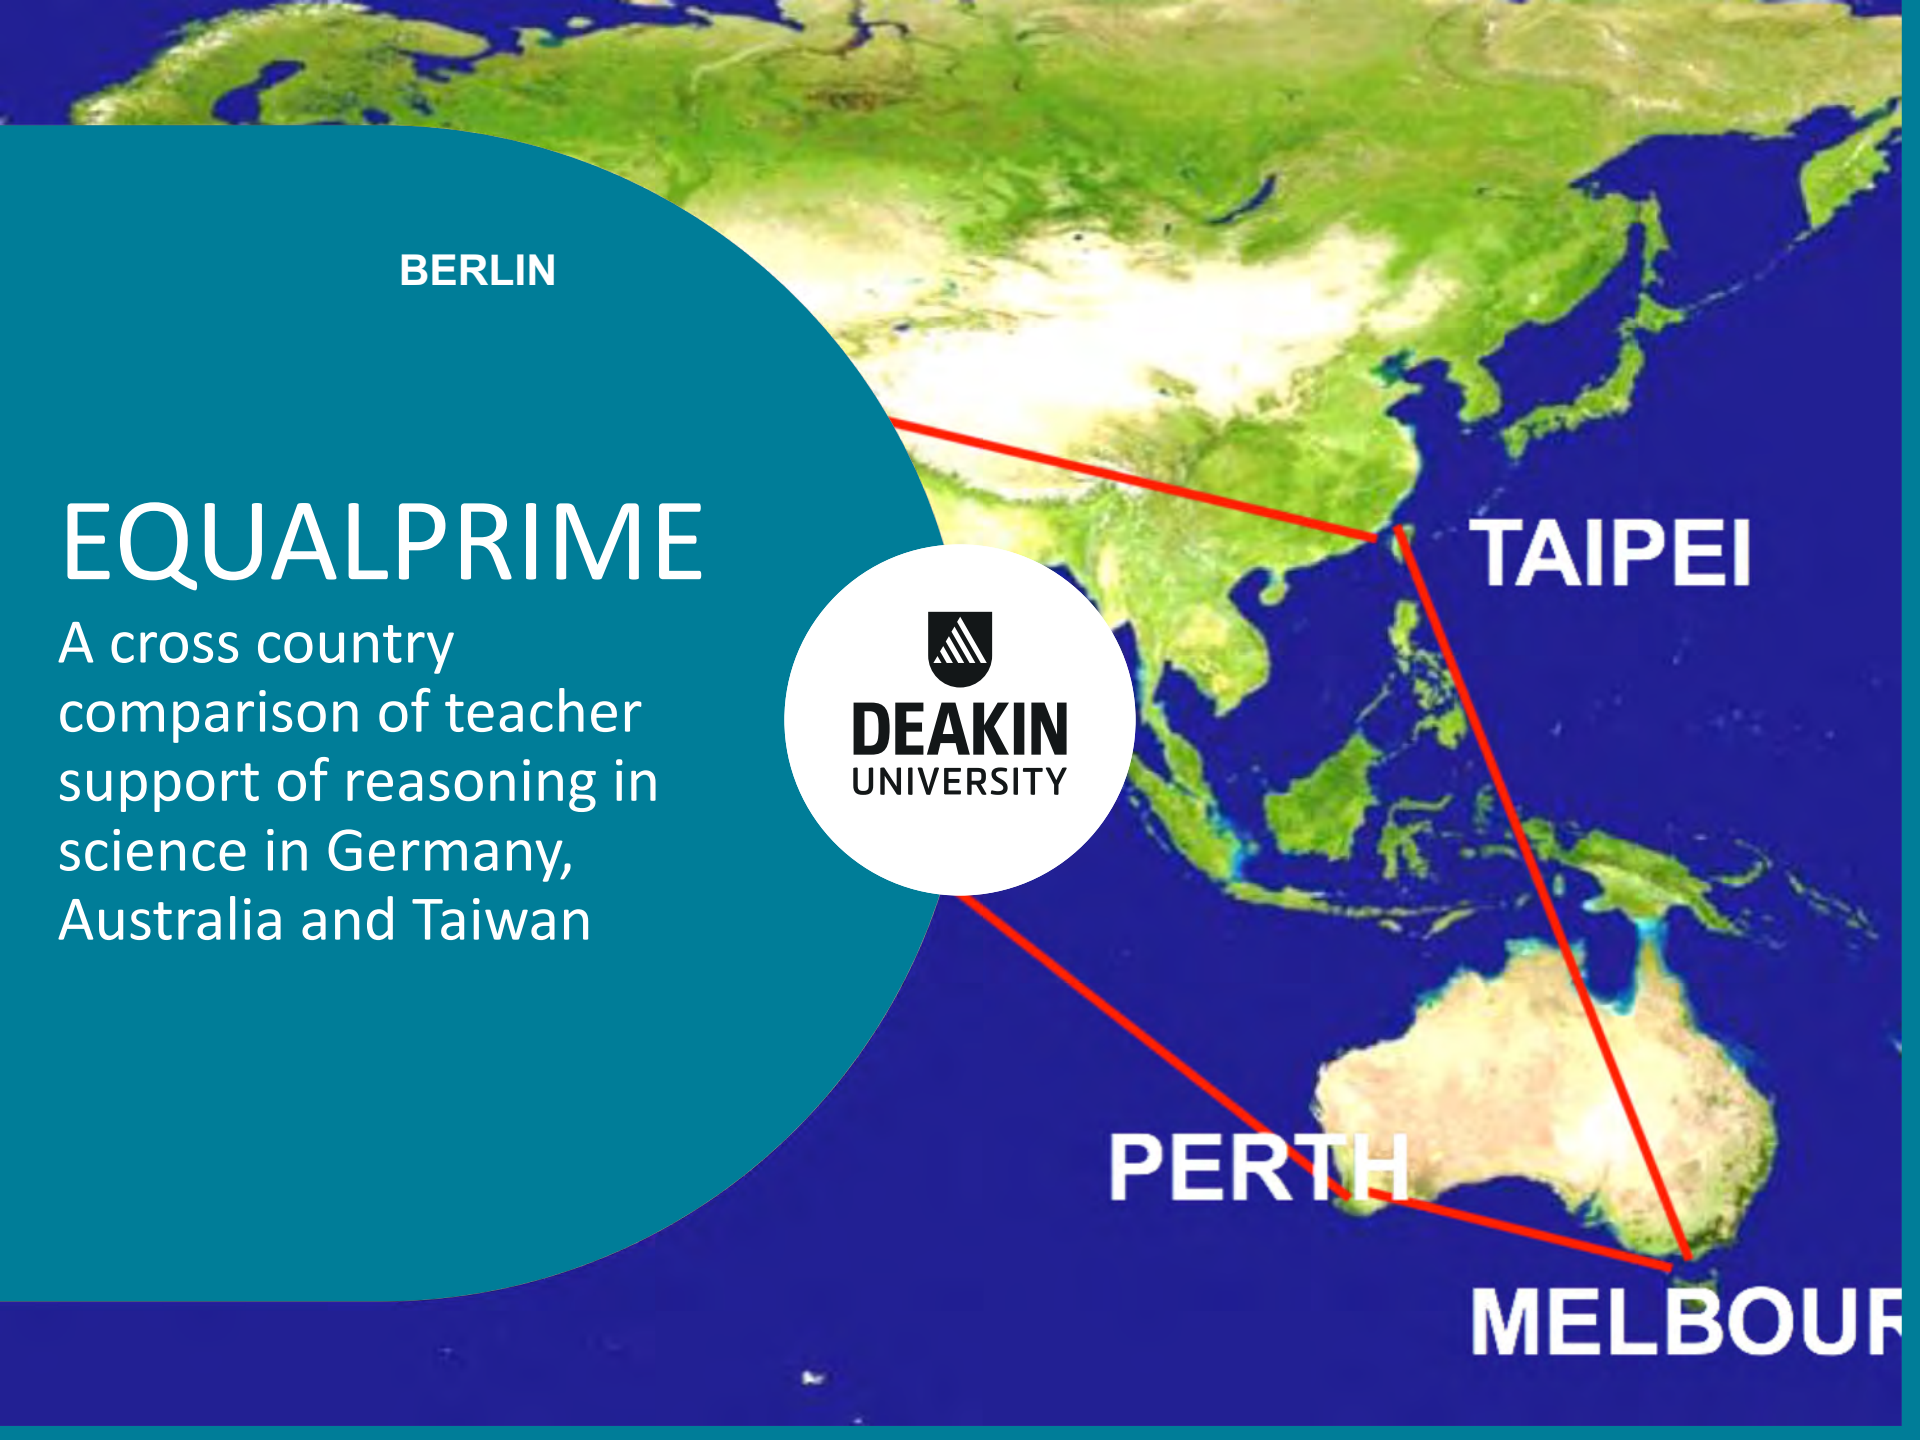 BERLIN
EQUALPRIME
A cross country
comparison of teacher
support of reasoning in
science in Germany,
Australia and Taiwan
DEAKIN
UNIVERSITY
TAIPEI
PERTH
MELBOUR